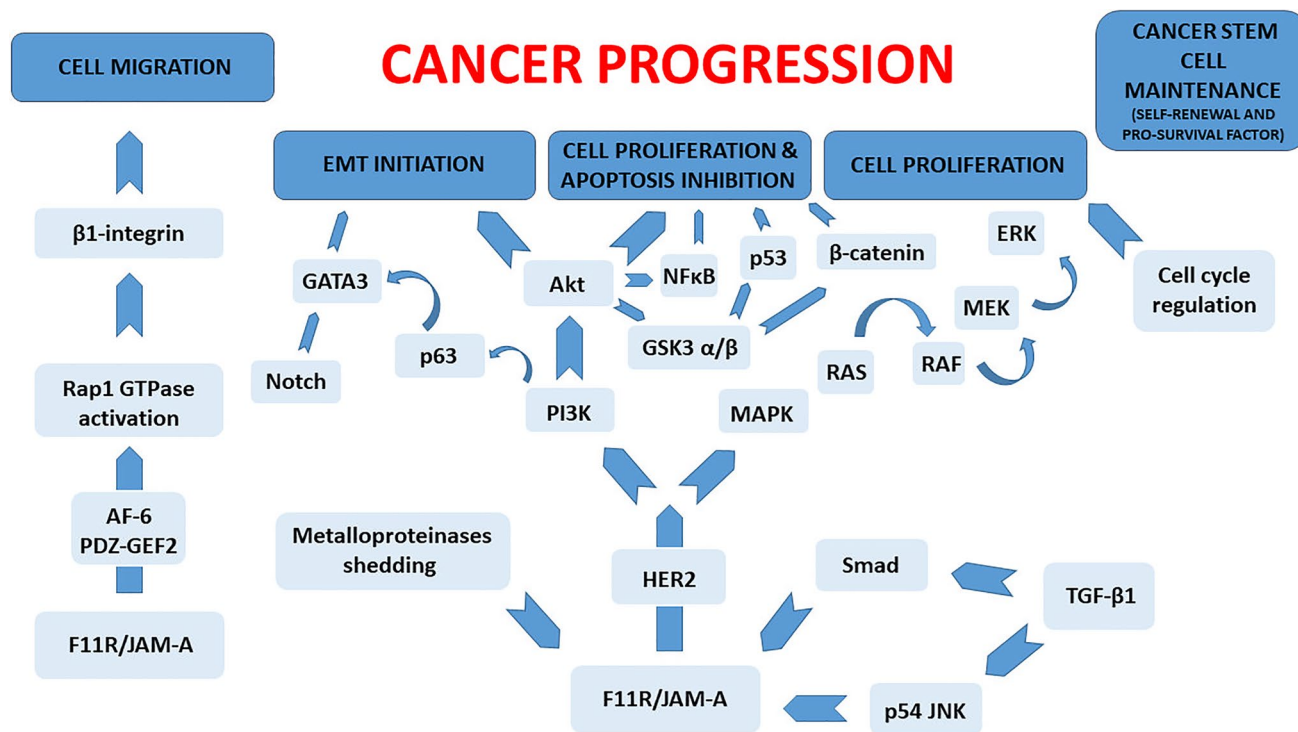 CANCER PROGRESSION
CELL MIGRATION
CANCER STEM
CELL
MAINTENANCE
(SELF-RENEWAL AND
PRO-SURVIVAL FACTOR)
EMT INITIATION
CELL PROLIFERATION &
APOPTOSIS INHIBITION
CELL PROLIFERATION
β1-integrin
GATA3
Akt
NFκB
p53
β-catenin
ERK
Cell cycle
regulation
MEK
p63
GSK3 α/β
RAS
RAF
Notch
Rap1 GTPase
activation
PI3K
MAPK
AF-6
PDZ-GEF2
Metalloproteinases
shedding
HER2
Smad
TGF-β1
F11R/JAM-A
F11R/JAM-A
p54 JNK